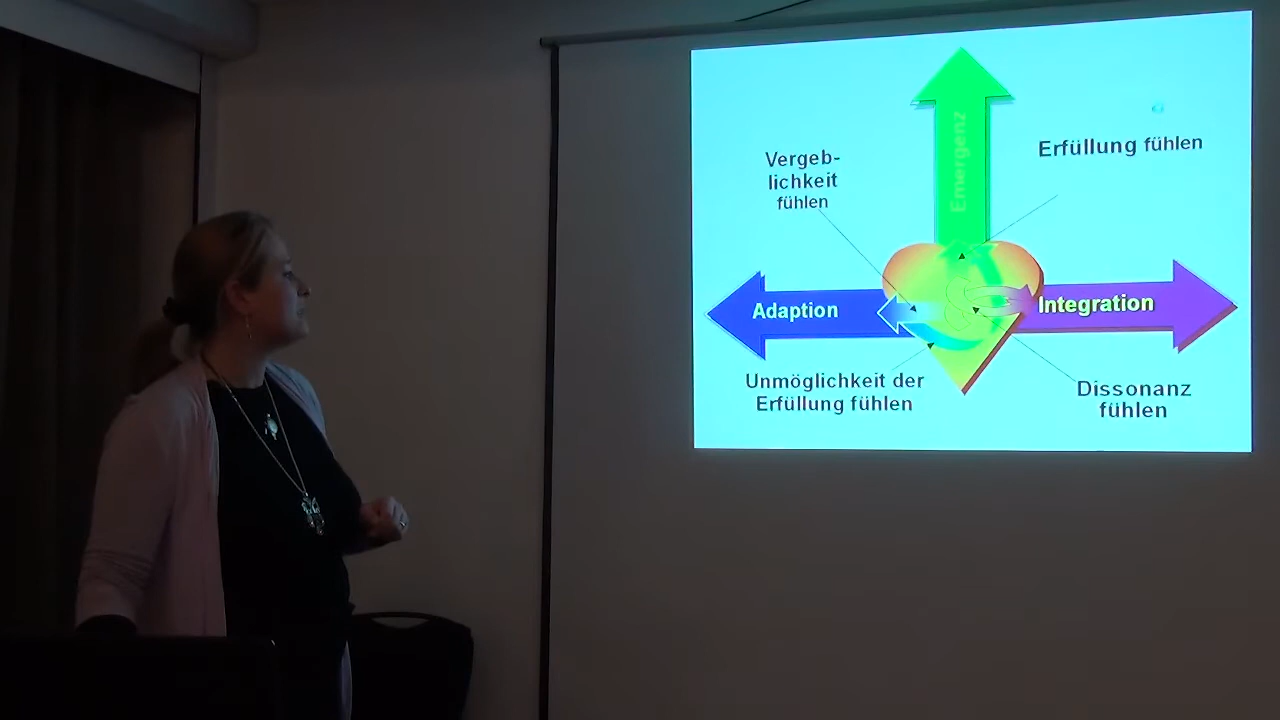 Emergenz
Vergeb-
lichkeit
fühlen
Erfüllung fühlen
Adaption
Integration
Unmöglichkeit der
Erfüllung fühlen
Dissonanz
fühlen